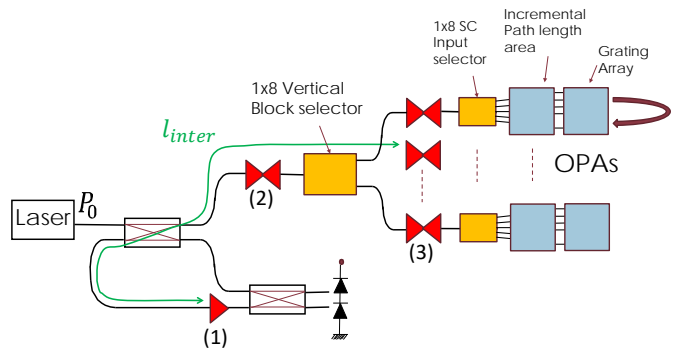 1x8 SC
Input
selector
Incremental
Path length
area
Grating
Array
1x8 Vertical
Block selector
l_inter
OPAs
(2)
Laser
P_0
(3)
(1)